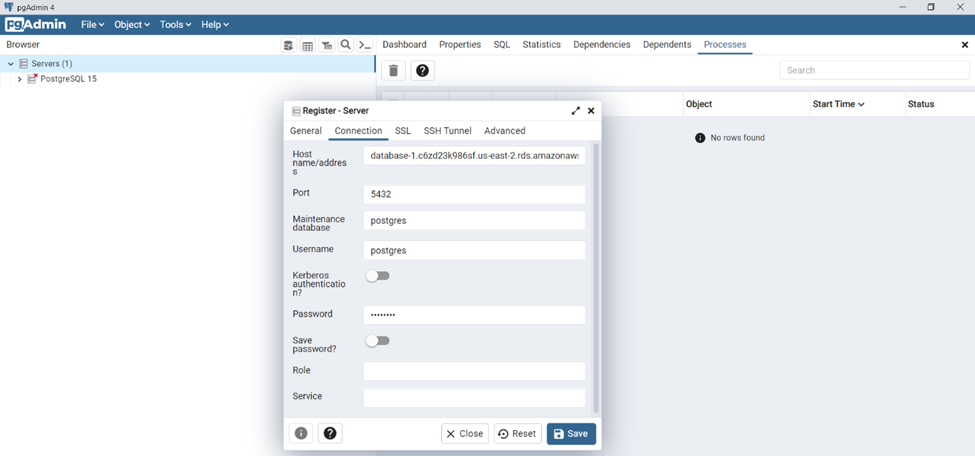 pgAdmin 4
pgAdmin File Object Tools Help
Browser
Dashboard Properties SQL Statistics Dependencies Dependents Processes
Servers (1)
PostgreSQL 15
Search
Object Start Time Status
No rows found
Register - Server
General Connection SSL SSH Tunnel Advanced
Host
name/addres
s
database-1.c6zd23k986sf.us-east-2.rds.amazonaws
Port
5432
Maintenance
database
postgres
Username
postgres
Kerberos
authenticatio
n?
Password
••••••••
Save
password?
Role
Service
Close Reset Save